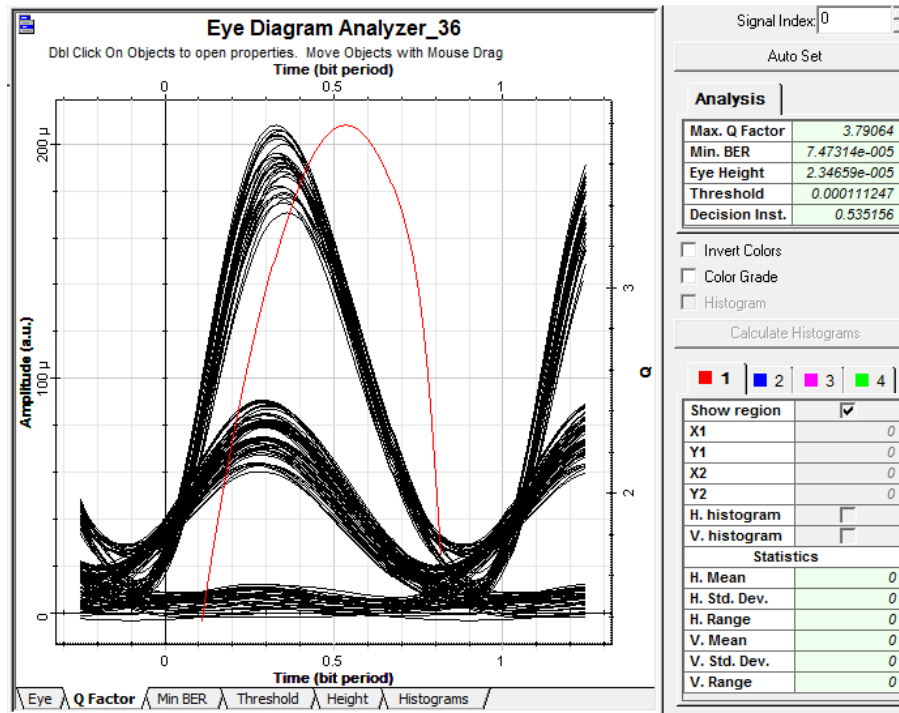 Eye Diagram Analyzer_36
Dbl Click On Objects to open properties. Move Objects with Mouse Drag
Time (bit period)
0 0.5 1
Amplitude (a.u.)
200 µ
100 µ
0
Q
3
2
0 0.5 1
Time (bit period)
Eye Q Factor Min BER Threshold Height Histograms
Signal Index: 0
Auto Set
Analysis
Max. Q Factor 3.79064
Min. BER 7.47314e-005
Eye Height 2.34659e-005
Threshold 0.000111247
Decision Inst. 0.535156
Invert Colors
Color Grade
Histogram
Calculate Histograms
1 2 3 4
Show region
X1 0
Y1 0
X2 0
Y2 0
H. histogram
V. histogram
Statistics
H. Mean 0
H. Std. Dev. 0
H. Range 0
V. Mean 0
V. Std. Dev. 0
V. Range 0